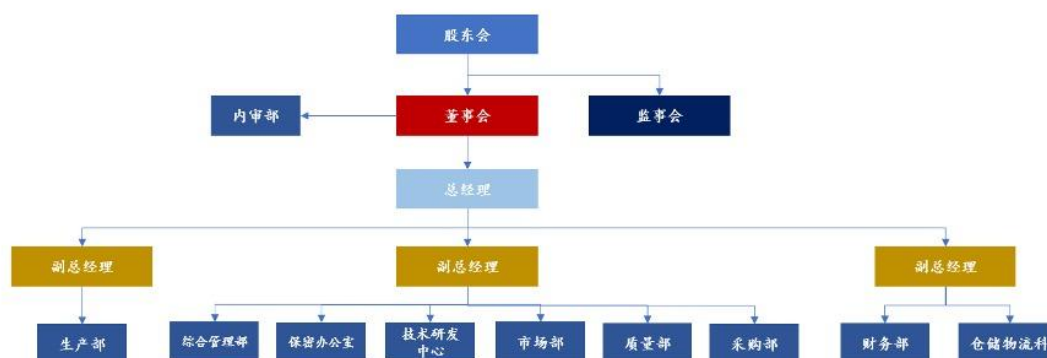 股东会
内审部
董事会
监事会
总经理
副总经理
副总经理
副总经理
生产部
综合管理部
保密办公室
技术研发
中心
市场部
质量部
采购部
财务部
仓储物流科